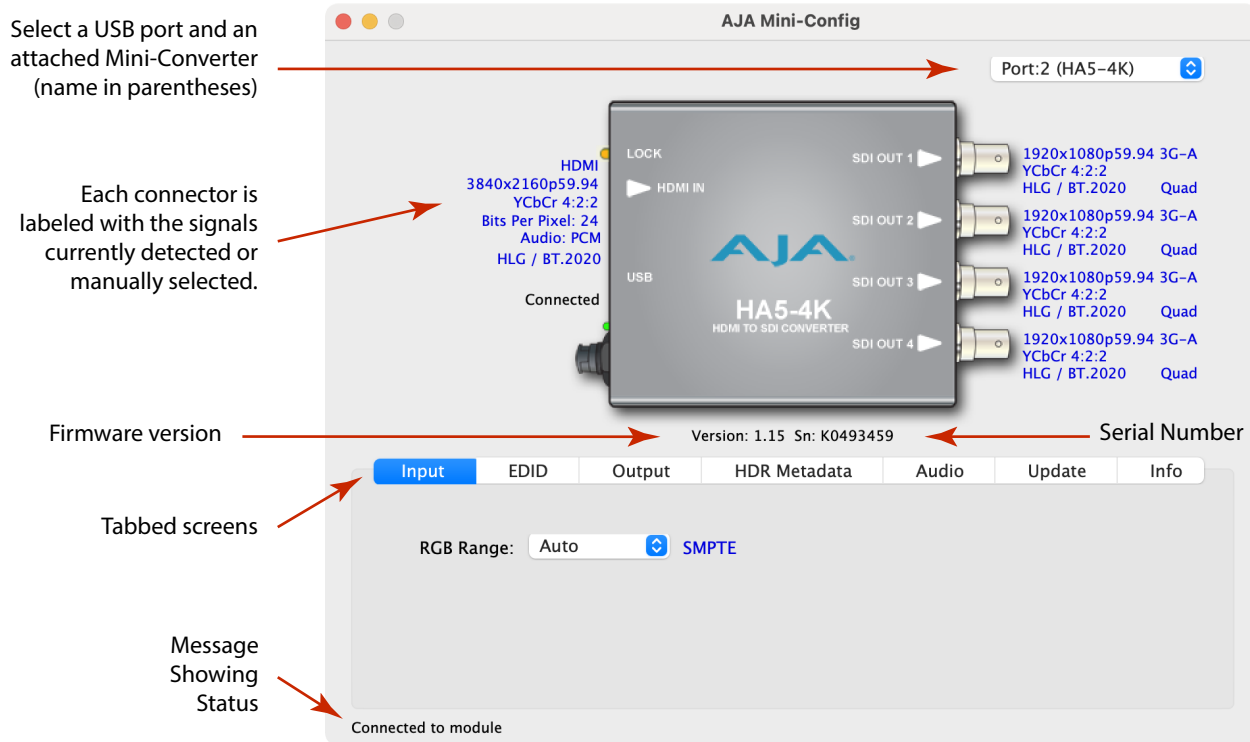 AJA Mini-Config
Select a USB port and an
attached Mini-Converter
(name in parentheses)
Port:2 (HA5-4K)
Each connector is
labeled with the signals
currently detected or
manually selected.
HDMI
3840x2160p59.94
YCbCr 4:2:2
Bits Per Pixel: 24
Audio: PCM
HLG / BT.2020
Connected
LOCK
HDMI IN
USB
AJA
HA5-4K
HDMI TO SDI CONVERTER
SDI OUT 1
SDI OUT 2
SDI OUT 3
SDI OUT 4
1920x1080p59.94 3G-A
YCbCr 4:2:2
HLG / BT.2020 Quad
1920x1080p59.94 3G-A
YCbCr 4:2:2
HLG / BT.2020 Quad
1920x1080p59.94 3G-A
YCbCr 4:2:2
HLG / BT.2020 Quad
1920x1080p59.94 3G-A
YCbCr 4:2:2
HLG / BT.2020 Quad
Firmware version
Version: 1.15 Sn: K0493459
Serial Number
Tabbed screens
Input EDID Output HDR Metadata Audio Update Info
RGB Range: Auto SMPTE
Message
Showing
Status
Connected to module